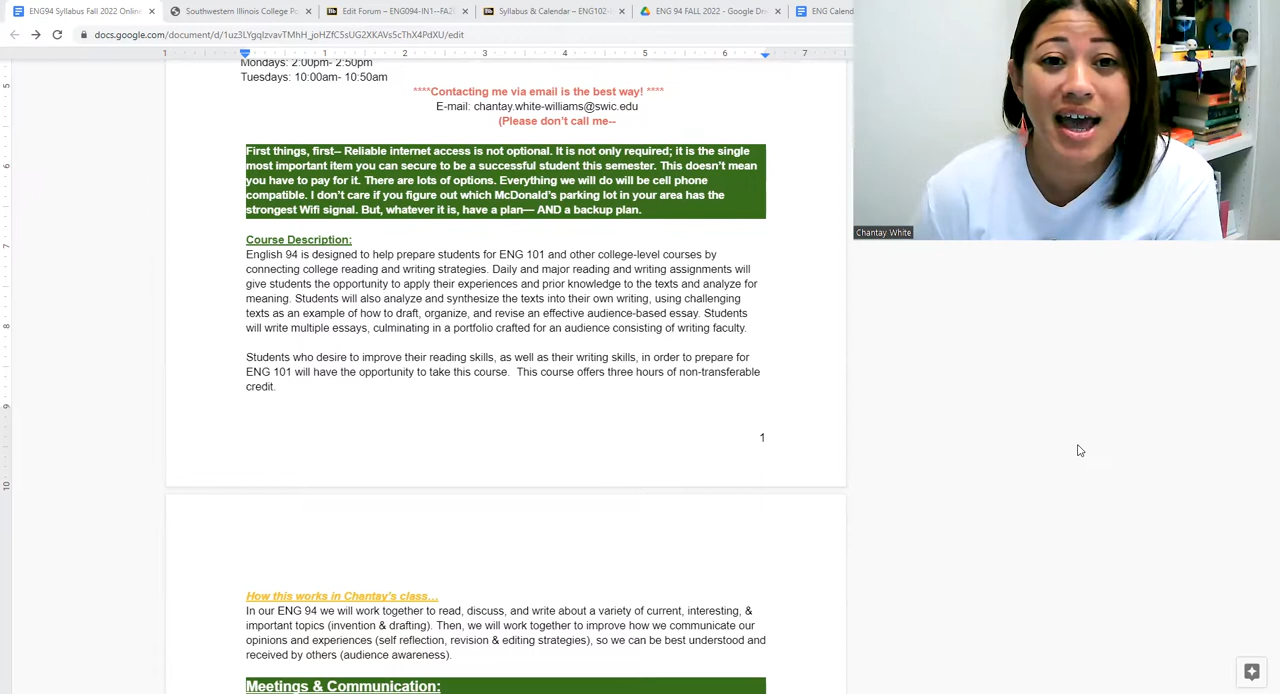 ENG94 Syllabus Fall 2022 Online
Southwestern Illinois College Po
Edit Forum – ENG094-IN1--FA2
Syllabus & Calendar – ENG102-
ENG 94 FALL 2022 - Google Dri
ENG Calend
docs.google.com/document/d/1uz3LYgqIzvavTMhH_joHZfC5sUG2XKAVs5cThX4PdXU/edit
1 1 2 3 4 5 6 7
Mondays: 2:00pm- 2:50pm
Tuesdays: 10:00am- 10:50am
****Contacting me via email is the best way! ****
E-mail: chantay.white-williams@swic.edu
(Please don't call me--
First things, first-- Reliable internet access is not optional. It is not only required; it is the single
most important item you can secure to be a successful student this semester. This doesn't mean
you have to pay for it. There are lots of options. Everything we will do will be cell phone
compatible. I don't care if you figure out which McDonald's parking lot in your area has the
strongest Wifi signal. But, whatever it is, have a plan— AND a backup plan.
Course Description:
English 94 is designed to help prepare students for ENG 101 and other college-level courses by
connecting college reading and writing strategies. Daily and major reading and writing assignments will
give students the opportunity to apply their experiences and prior knowledge to the texts and analyze for
meaning. Students will also analyze and synthesize the texts into their own writing, using challenging
texts as an example of how to draft, organize, and revise an effective audience-based essay. Students
will write multiple essays, culminating in a portfolio crafted for an audience consisting of writing faculty.
Students who desire to improve their reading skills, as well as their writing skills, in order to prepare for
ENG 101 will have the opportunity to take this course. This course offers three hours of non-transferable
credit.
1
How this works in Chantay's class…
In our ENG 94 we will work together to read, discuss, and write about a variety of current, interesting, &
important topics (invention & drafting). Then, we will work together to improve how we communicate our
opinions and experiences (self reflection, revision & editing strategies), so we can be best understood and
received by others (audience awareness).
Meetings & Communication:
5
6
7
8
9
10
Chantay White